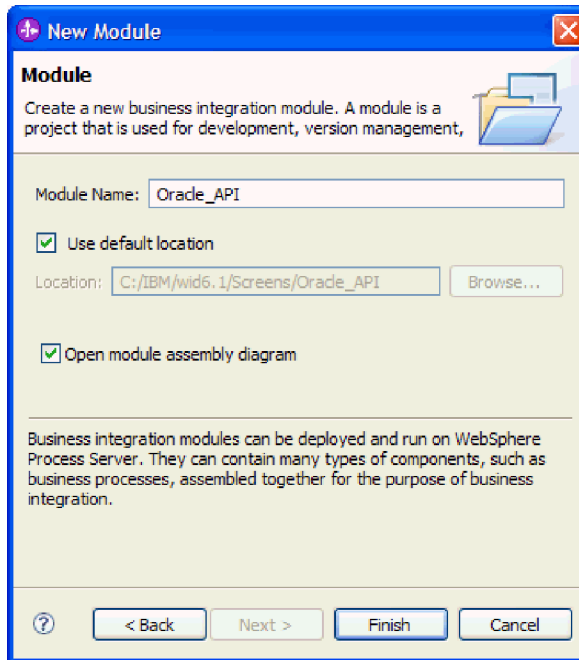 New Module
Module
Create a new business integration module. A module is a
project that is used for development, version management,
Module Name: Oracle_API
Use default location
Location: C:/IBM/wid6.1/Screens/Oracle_API Browse...
Open module assembly diagram
Business integration modules can be deployed and run on WebSphere
Process Server. They can contain many types of components, such as
business processes, assembled together for the purpose of business
integration.
? < Back Next > Finish Cancel